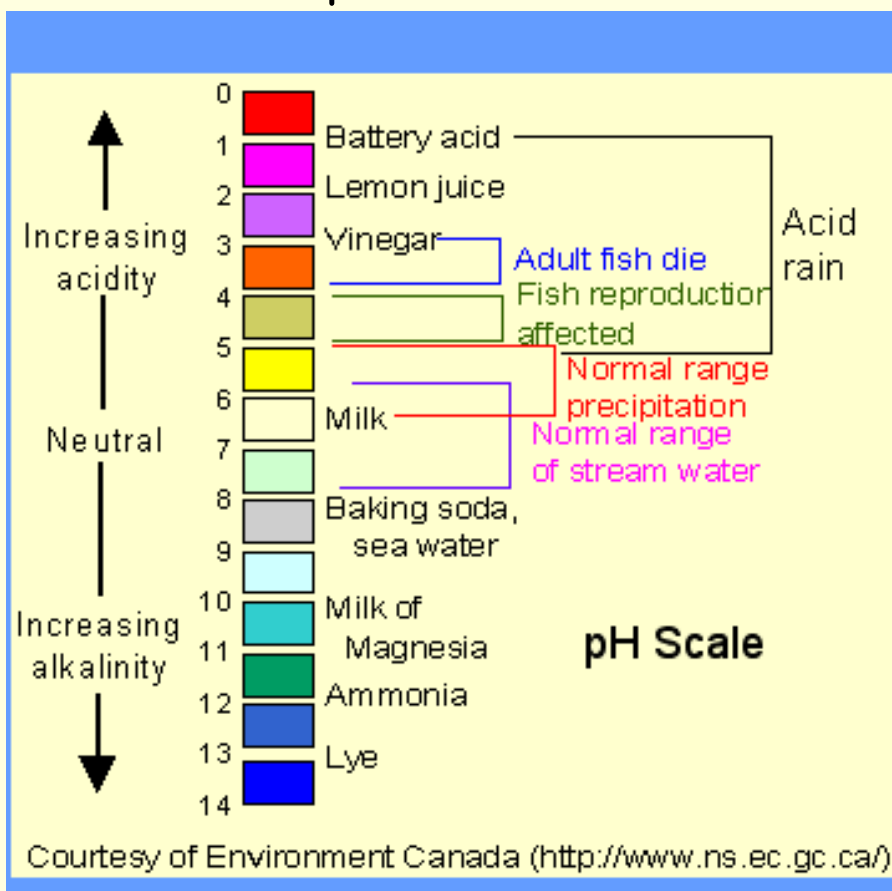 0
1
Battery acid
2
Lemon juice
3
Vinegar
4
5
6
Milk
7
8
Baking soda,
sea water
9
10
Milk of
Magnesia
11
Ammonia
12
13
Lye
14
Increasing
acidity
Neutral
Increasing
alkalinity
Adult fish die
Fish reproduction
affected
Acid
rain
Normal range
precipitation
Normal range
of stream water
pH Scale
Courtesy of Environment Canada (http://www.ns.ec.gc.ca/)